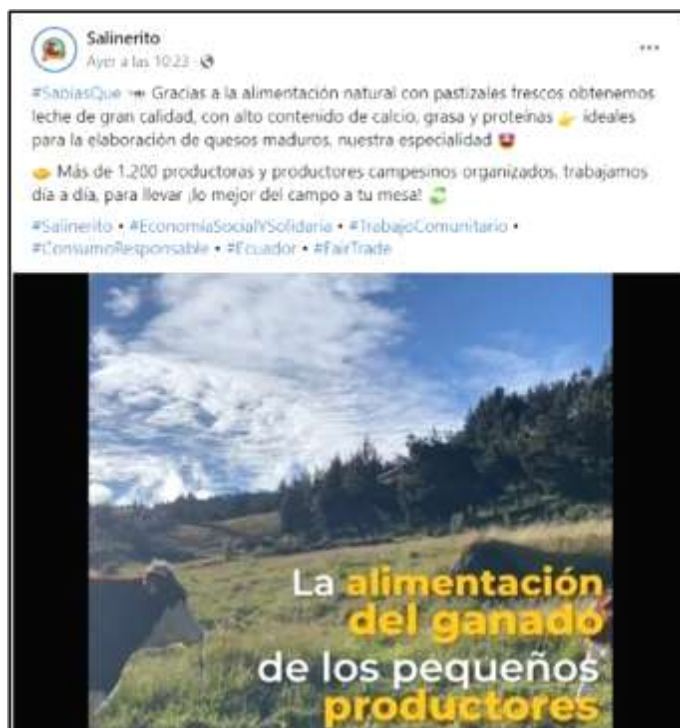 Salinerito
Ayer a las 10:23
#SabíasQue Gracias a la alimentación natural con pastizales frescos obtenemos
leche de gran calidad, con alto contenido de calcio, grasa y proteínas ideales
para la elaboración de quesos maduros, nuestra especialidad
Más de 1.200 productoras y productores campesinos organizados, trabajamos
día a día, para llevar ¡lo mejor del campo a tu mesa!
#Salinerito • #EconomíaSocialYSolidaria • #TrabajoComunitario •
#ConsumoResponsable • #Ecuador • #FairTrade
La alimentación
del ganado
de los pequeños
productores